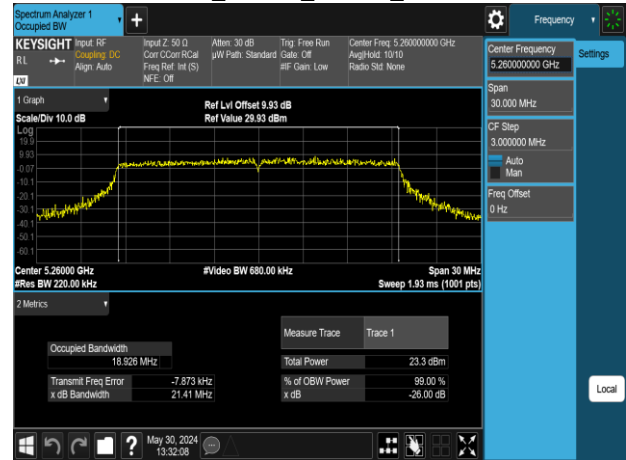 Spectrum Analyzer 1
Occupied BW
Frequency
KEYSIGHT
RL
LXI
Input: RF
Coupling: DC
Align: Auto
Input Z: 50 Ω
Corr CCorr RCal
Freq Ref: Int (S)
NFE: Off
Atten: 30 dB
µW Path: Standard
Trig: Free Run
Gate: Off
#IF Gain: Low
Center Freq: 5.260000000 GHz
Avg|Hold: 10/10
Radio Std: None
Center Frequency
5.260000000 GHz
Settings
Span
30.000 MHz
CF Step
3.000000 MHz
Auto
Man
Freq Offset
0 Hz
Local
1 Graph
Scale/Div 10.0 dB
Ref Lvl Offset 9.93 dB
Ref Value 29.93 dBm
Log
19.9
9.93
-0.07
-10.1
-20.1
-30.1
-40.1
-50.1
-60.1
Center 5.26000 GHz
#Video BW 680.00 kHz
Span 30 MHz
#Res BW 220.00 kHz
Sweep 1.93 ms (1001 pts)
2 Metrics
Measure Trace Trace 1
Occupied Bandwidth
18.926 MHz
Total Power 23.3 dBm
Transmit Freq Error -7.873 kHz
% of OBW Power 99.00 %
x dB Bandwidth 21.41 MHz
x dB -26.00 dB
May 30, 2024
13:32:08